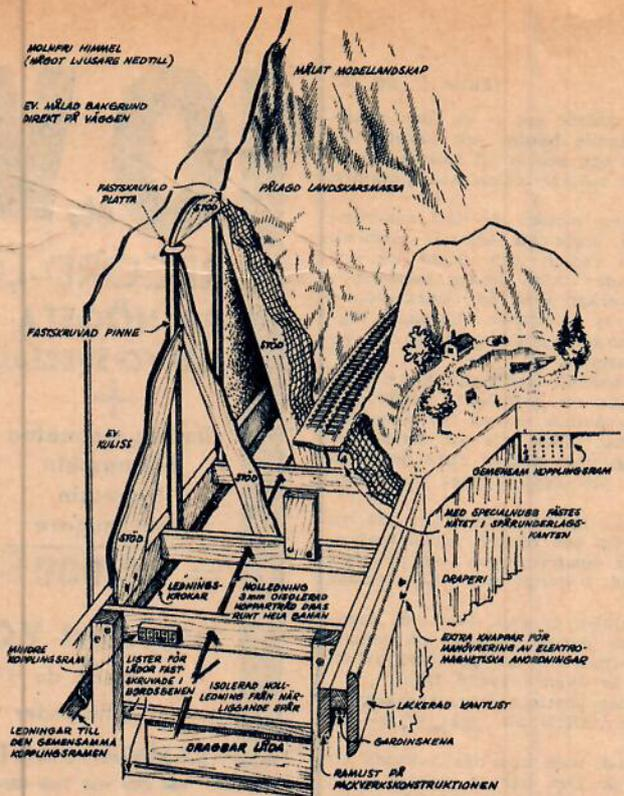 MOLNFRI HIMMEL
(NÅGOT LJUSARE NEDTILL)
MÅLAT MODELLANDSKAP
EV. MÅLAD BAKGRUND
DIREKT PÅ VÄGGEN
FASTSKRUVAD
PLATTA
PÅLAGD LANDSKAPSMASSA
STÖD
FASTSKRUVAD PINNE
STÖD
EV.
KULISS
STÖD
STÖD
GEMENSAM KOPPLINGSRAM
MED SPECIALNUBB FÄSTES
NÄTET I SPÅRUNDERLAGS-
KANTEN
DRAPERI
LEDNINGS-
KROKAR
NOLLEDNING
3 mm OISOLERAD
KOPPARTRÅD DRAS
RUNT HELA BANAN
MINDRE
KOPPLINGSRAM
LISTER FÖR
LÅDOR FAST-
SKRUVADE I
BORDSBENEN
ISOLERAD NOLL-
LEDNING FRÅN NÄR-
LIGGANDE SPÅR
EXTRA KNAPPAR FÖR
MANÖVRERING AV ELEKTRO-
MAGNETISKA ANORDNINGAR
LACKERAD KANTLIST
LEDNINGAR TILL
DEN GEMENSAMMA
KOPPLINGSRAMEN
DRAGBAR LÅDA
GARDINSKENA
RAMLIST PÅ
FACKVERKSKONSTRUKTIONEN